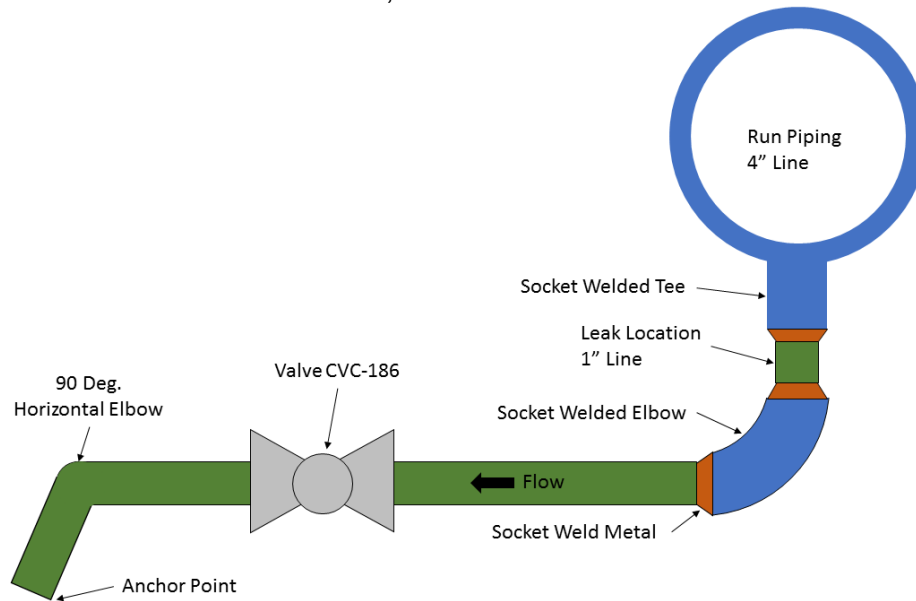 Run Piping
4” Line
Socket Welded Tee
Leak Location
1” Line
Valve CVC-186
90 Deg.
Horizontal Elbow
Socket Welded Elbow
Flow
Socket Weld Metal
Anchor Point